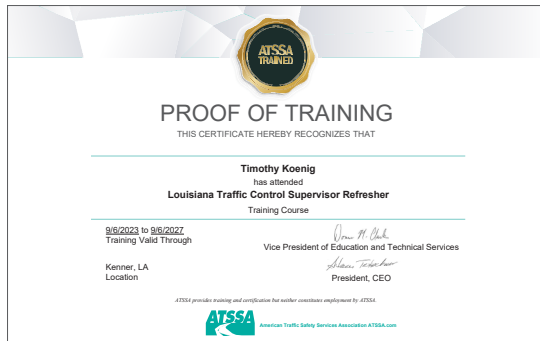 ATSSA
TRAINED
PROOF OF TRAINING
THIS CERTIFICATE HEREBY RECOGNIZES THAT
Timothy Koenig
has attended
Louisiana Traffic Control Supervisor Refresher
Training Course
9/6/2023 to 9/6/2027
Training Valid Through
Vice President of Education and Technical Services
Kenner, LA
Location
President, CEO
ATSSA provides training and certification but neither constitutes employment by ATSSA
ATSSA
American Traffic Safety Services Association ATSSA.com